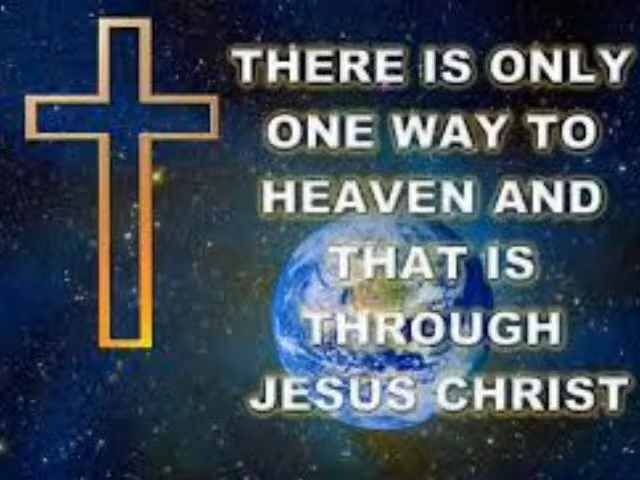 THERE IS ONLY
ONE WAY TO
HEAVEN AND
THAT IS
THROUGH
JESUS CHRIST